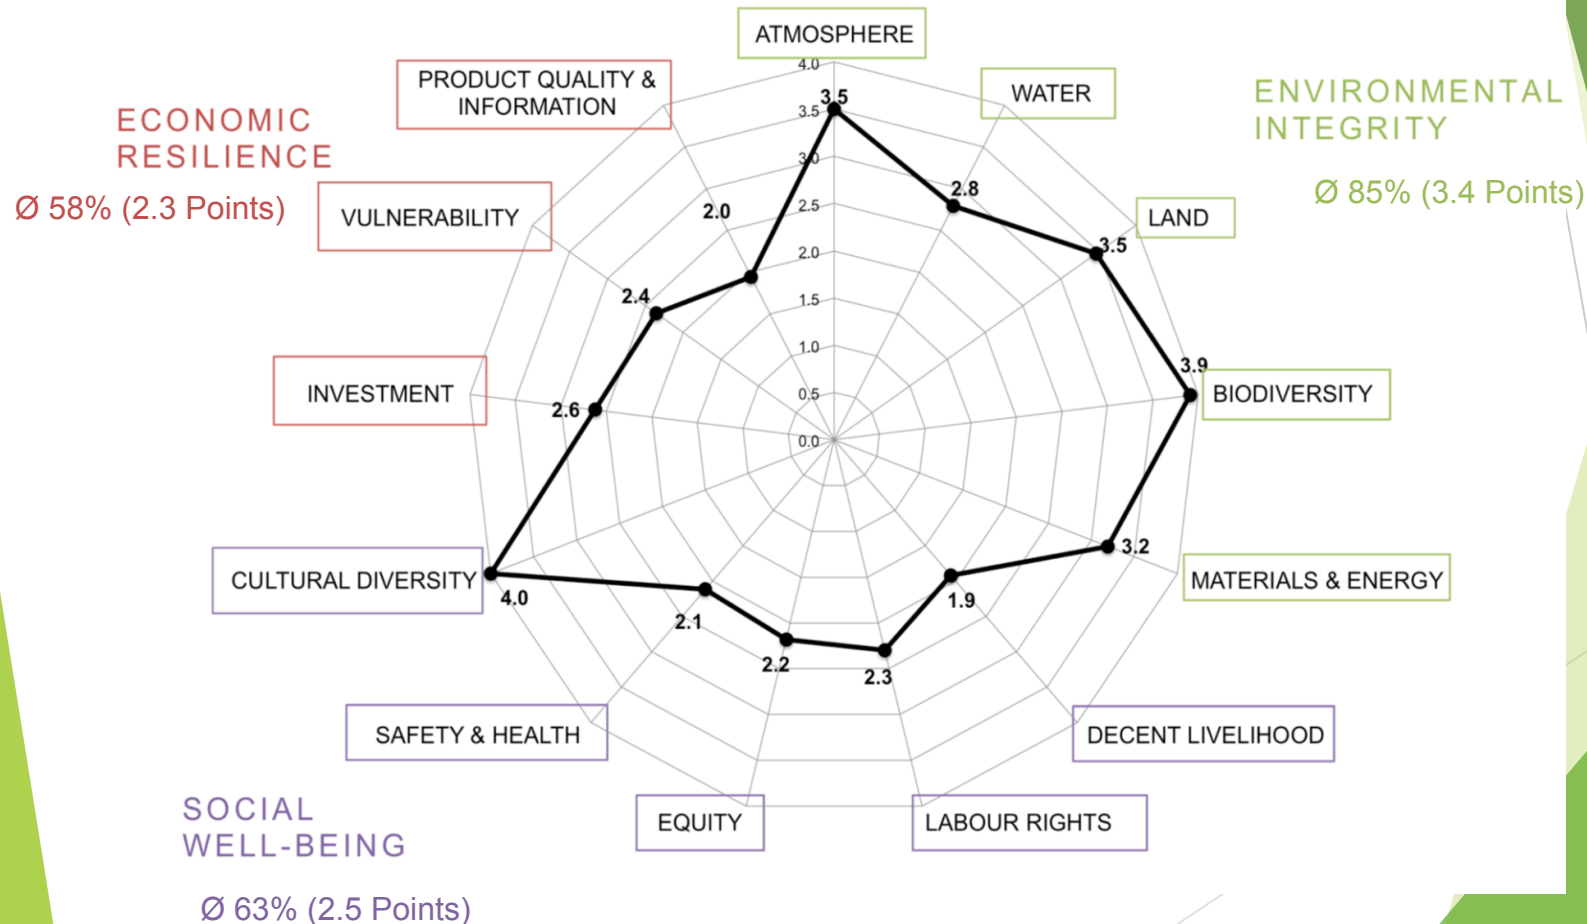 ATMOSPHERE
PRODUCT QUALITY &
INFORMATION
WATER
ECONOMIC
RESILIENCE
Ø 58% (2.3 Points)
ENVIRONMENTAL
INTEGRITY
Ø 85% (3.4 Points)
VULNERABILITY
LAND
INVESTMENT
BIODIVERSITY
CULTURAL DIVERSITY
MATERIALS & ENERGY
SAFETY & HEALTH
DECENT LIVELIHOOD
EQUITY
LABOUR RIGHTS
SOCIAL
WELL-BEING
Ø 63% (2.5 Points)
4.0
3.5
3.0
2.5
2.0
1.5
1.0
0.5
0.0
3.5
2.8
3.5
3.9
3.2
1.9
2.3
2.2
2.1
4.0
2.6
2.4
2.0